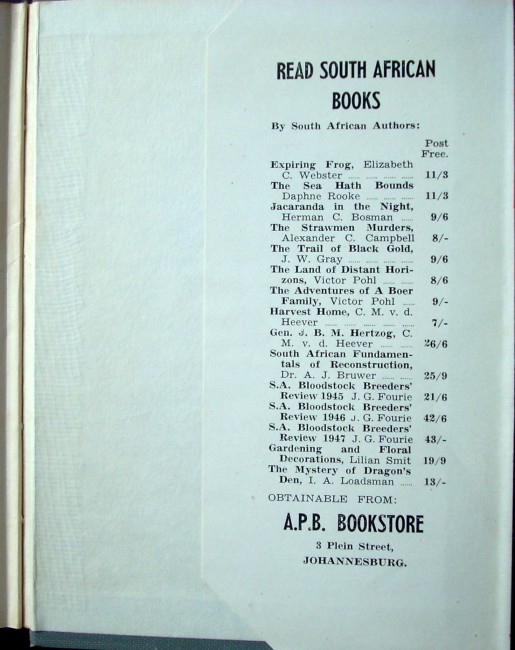 READ SOUTH AFRICAN
BOOKS
By South African Authors:
Post
Free.
Expiring Frog, Elizabeth
C. Webster ...... ...... ...... ...... 11/3
The Sea Hath Bounds
Daphne Rooke ...... ...... ...... 11/3
Jacaranda in the Night,
Herman C. Bosman ...... 9/6
The Strawmen Murders,
Alexander C. Campbell 8/-
The Trail of Black Gold,
J. W. Gray ...... ...... ...... ...... 9/6
The Land of Distant Hori-
zons, Victor Pohl ...... ...... 8/6
The Adventures of A Boer
Family, Victor Pohl ...... 9/-
Harvest Home, C. M. v. d.
Heever ...... ...... ...... ...... ...... 7/-
Gen. J. B. M. Hertzog, C.
M. v. d. Heever ...... ...... 26/6
South African Fundamen-
tals of Reconstruction,
Dr. A. J. Bruwer ...... ...... 25/9
S.A. Bloodstock Breeders'
Review 1945 J. G. Fourie 21/6
S.A. Bloodstock Breeders'
Review 1946 J. G. Fourie 42/6
S.A. Bloodstock Breeders'
Review 1947 J. G. Fourie 43/-
Gardening and Floral
Decorations, Lilian Smit 19/9
The Mystery of Dragon's
Den, I. A. Loadsman ...... 13/-
OBTAINABLE FROM:
A.P.B. BOOKSTORE
3 Plein Street,
JOHANNESBURG.